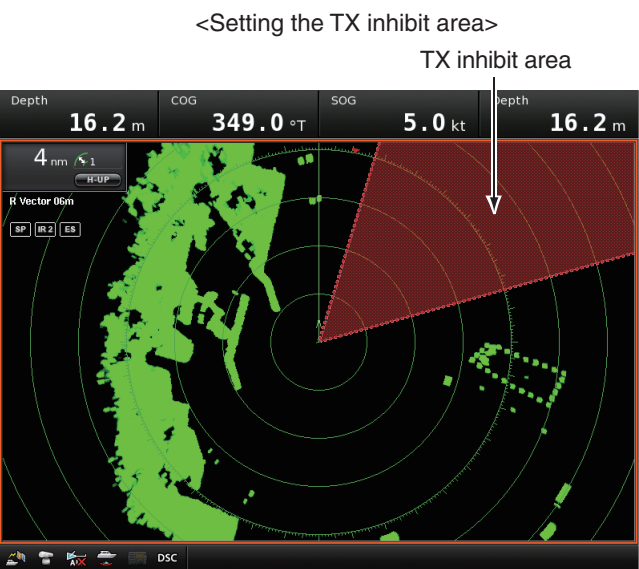 <Setting the TX inhibit area>
TX inhibit area
Depth COG SOG Depth
16.2 m 349.0 °T 5.0 kt 16.2 m
4 nm 1
H-UP
R Vector 06m
SP IR 2 ES
DSC